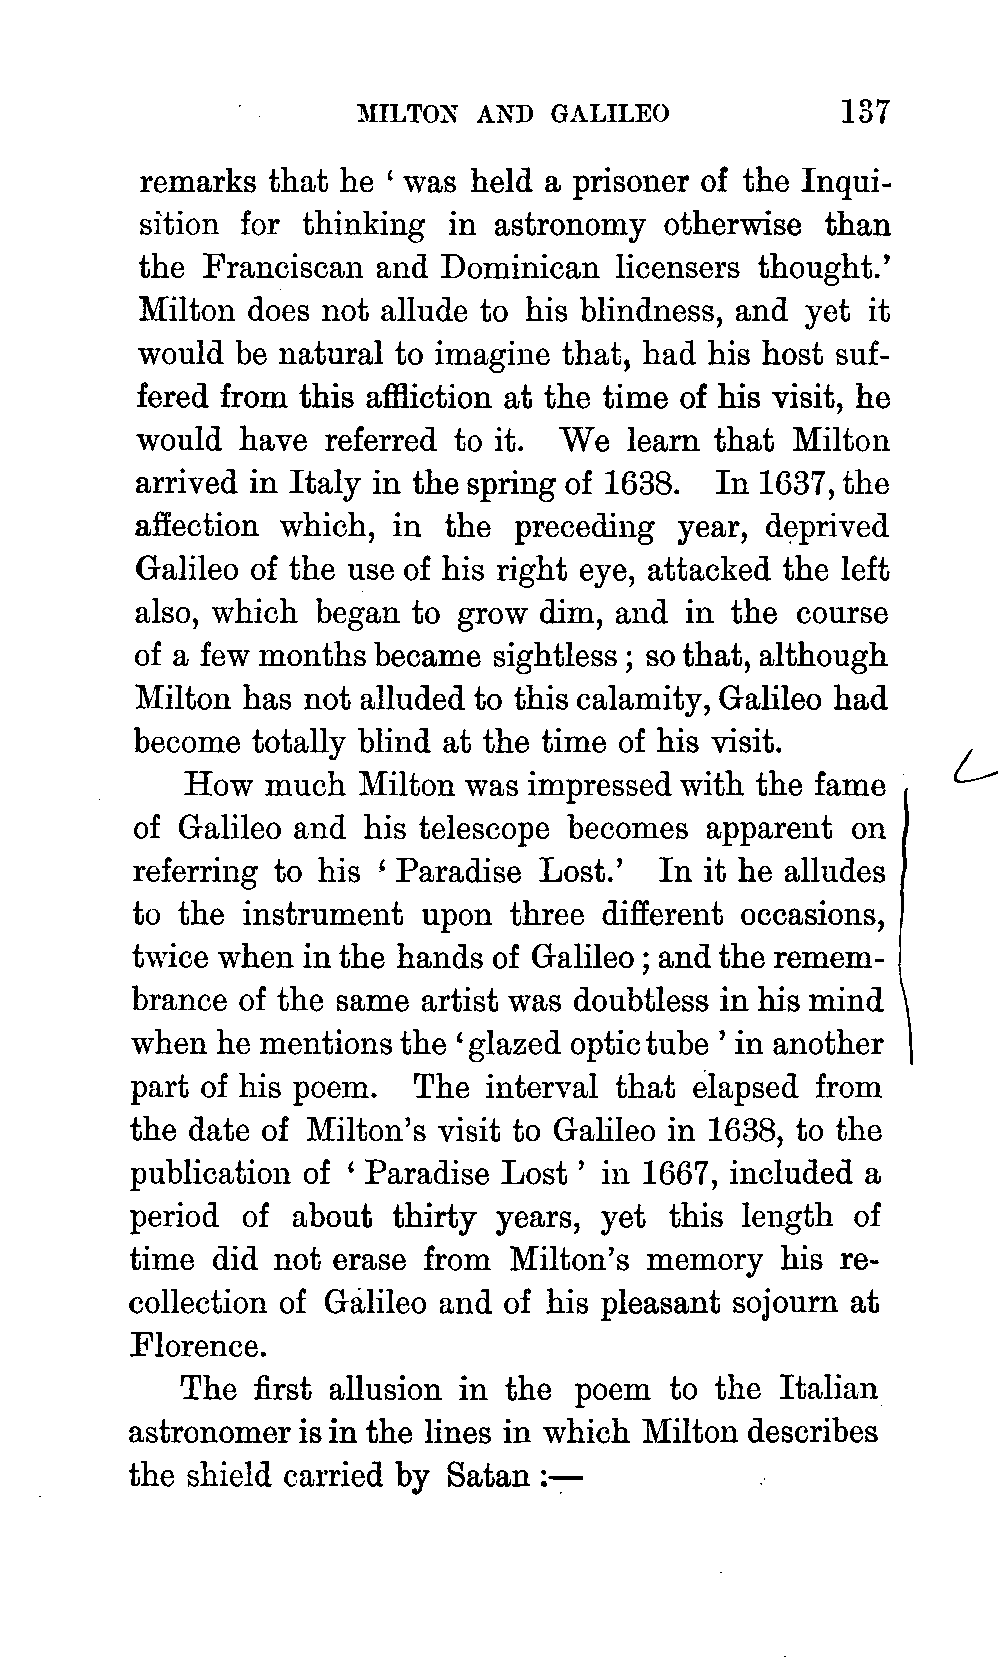 MILTON AND GALILEO 137
remarks that he ‘ was held a prisoner of the Inqui-
sition for thinking in astronomy otherwise than
the Franciscan and Dominican licensers thought.’
Milton does not allude to his blindness, and yet it
would be natural to imagine that, had his host suf-
fered from this affliction at the time of his visit, he
would have referred to it. We learn that Milton
arrived in Italy in the spring of 1638. In 1637, the
affection which, in the preceding year, deprived
Galileo of the use of his right eye, attacked the left
also, which began to grow dim, and in the course
of a few months became sightless ; so that, although
Milton has not alluded to this calamity, Galileo had
become totally blind at the time of his visit.
How much Milton was impressed with the fame
of Galileo and his telescope becomes apparent on
referring to his ‘ Paradise Lost.’ In it he alludes
to the instrument upon three different occasions,
twice when in the hands of Galileo ; and the remem-
brance of the same artist was doubtless in his mind
when he mentions the ‘glazed optic tube ’ in another
part of his poem. The interval that elapsed from
the date of Milton’s visit to Galileo in 1638, to the
publication of ‘ Paradise Lost ’ in 1667, included a
period of about thirty years, yet this length of
time did not erase from Milton’s memory his re-
collection of Galileo and of his pleasant sojourn at
Florence.
The first allusion in the poem to the Italian
astronomer is in the lines in which Milton describes
the shield carried by Satan :—